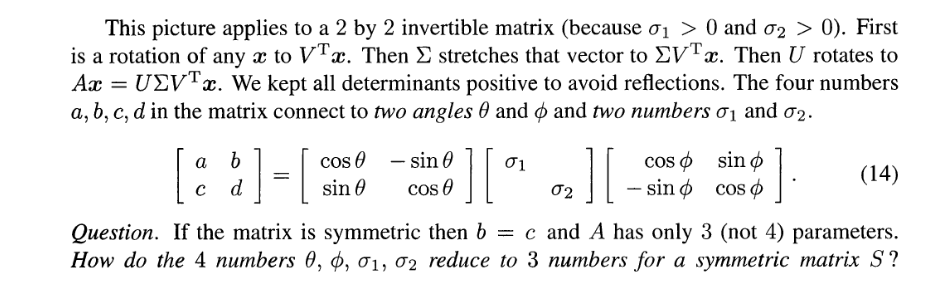 This picture applies to a 2 by 2 invertible matrix (because σ₁ > 0 and σ₂ > 0). First
is a rotation of any x to Vᵀx. Then Σ stretches that vector to ΣVᵀx. Then U rotates to
Ax = UΣVᵀx. We kept all determinants positive to avoid reflections. The four numbers
a, b, c, d in the matrix connect to two angles θ and ϕ and two numbers σ₁ and σ₂.
[ a b ; c d ] = [ cos θ − sin θ ; sin θ cos θ ] [ σ₁ ; σ₂ ] [ cos ϕ sin ϕ ; − sin ϕ cos ϕ ] . (14)
Question. If the matrix is symmetric then b = c and A has only 3 (not 4) parameters.
How do the 4 numbers θ, ϕ, σ₁, σ₂ reduce to 3 numbers for a symmetric matrix S?